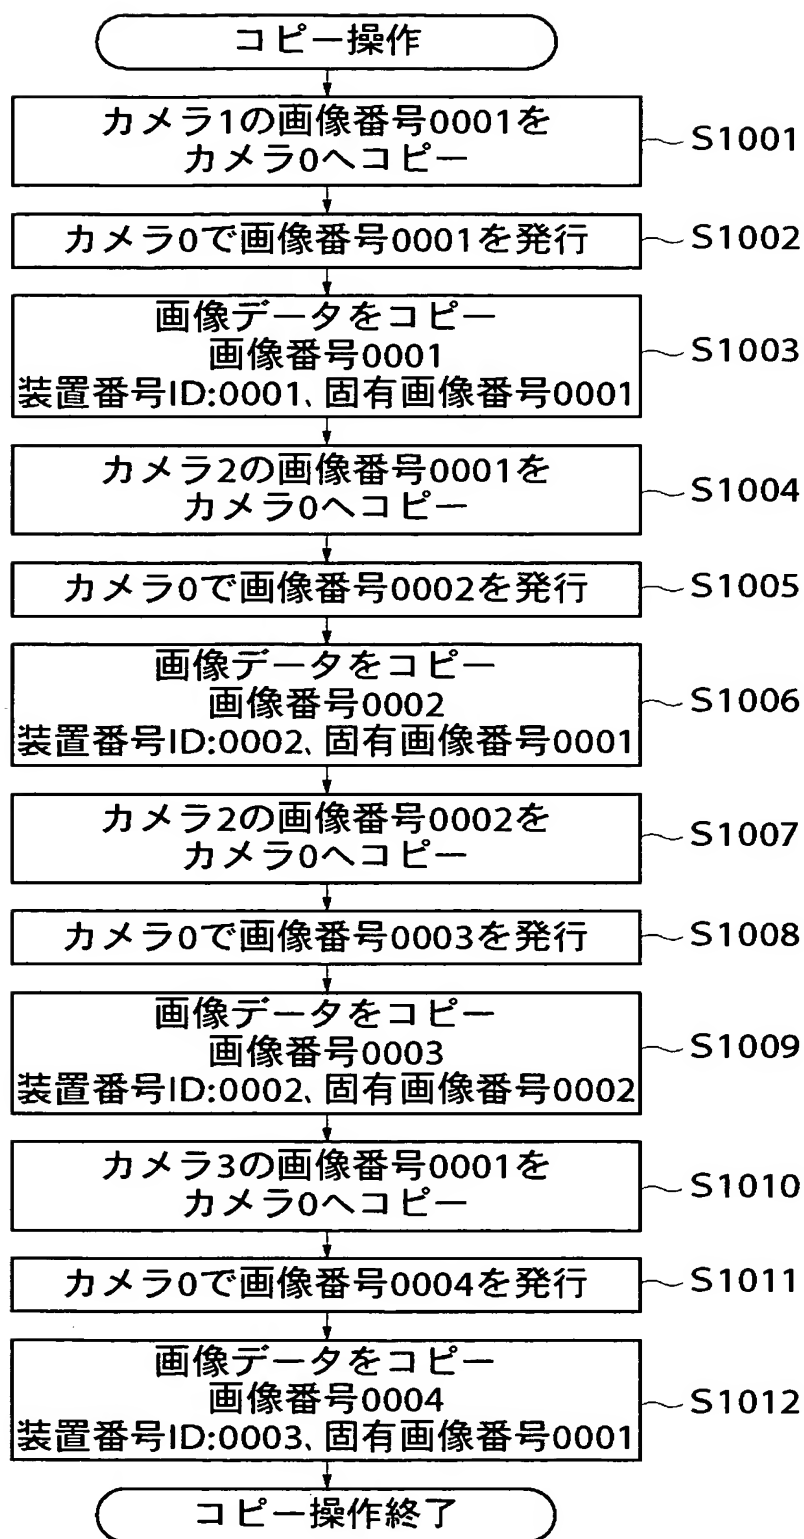 コピー操作
カメラ1の画像番号0001を
カメラ0へコピー
S1001
カメラ0で画像番号0001を発行
S1002
画像データをコピー
画像番号0001
装置番号ID:0001、固有画像番号0001
S1003
カメラ2の画像番号0001を
カメラ0へコピー
S1004
カメラ0で画像番号0002を発行
S1005
画像データをコピー
画像番号0002
装置番号ID:0002、固有画像番号0001
S1006
カメラ2の画像番号0002を
カメラ0へコピー
S1007
カメラ0で画像番号0003を発行
S1008
画像データをコピー
画像番号0003
装置番号ID:0002、固有画像番号0002
S1009
カメラ3の画像番号0001を
カメラ0へコピー
S1010
カメラ0で画像番号0004を発行
S1011
画像データをコピー
画像番号0004
装置番号ID:0003、固有画像番号0001
S1012
コピー操作終了